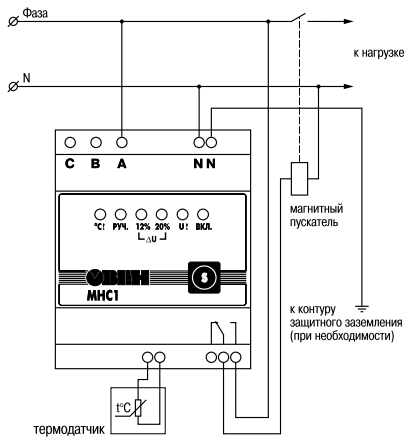 Фаза
к нагрузке
N
C B A N N
°C! РУЧ. 12% 20% U! ВКЛ.
ΔU
ОВЕН
S
МНС1
магнитный
пускатель
к контуру
защитного заземления
(при необходимости)
t°C
термодатчик